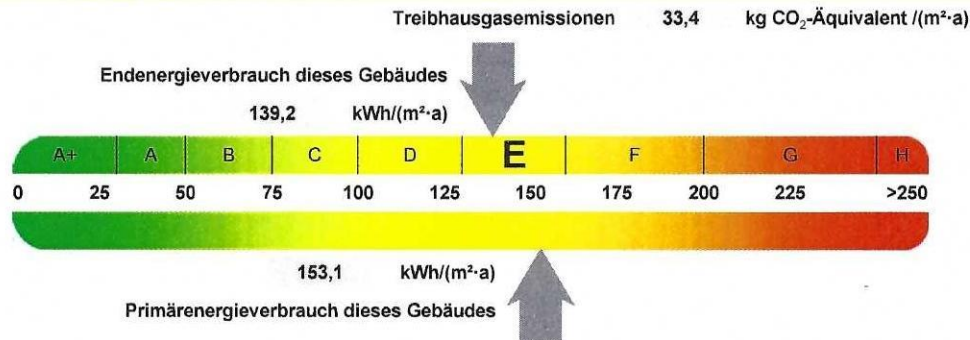 Treibhausgasemissionen 33,4 kg CO₂-Äquivalent /(m²·a)
Endenergieverbrauch dieses Gebäudes
139,2 kWh/(m²·a)
A+ A B C D E F G H
0 25 50 75 100 125 150 175 200 225 >250
153,1 kWh/(m²·a)
Primärenergieverbrauch dieses Gebäudes